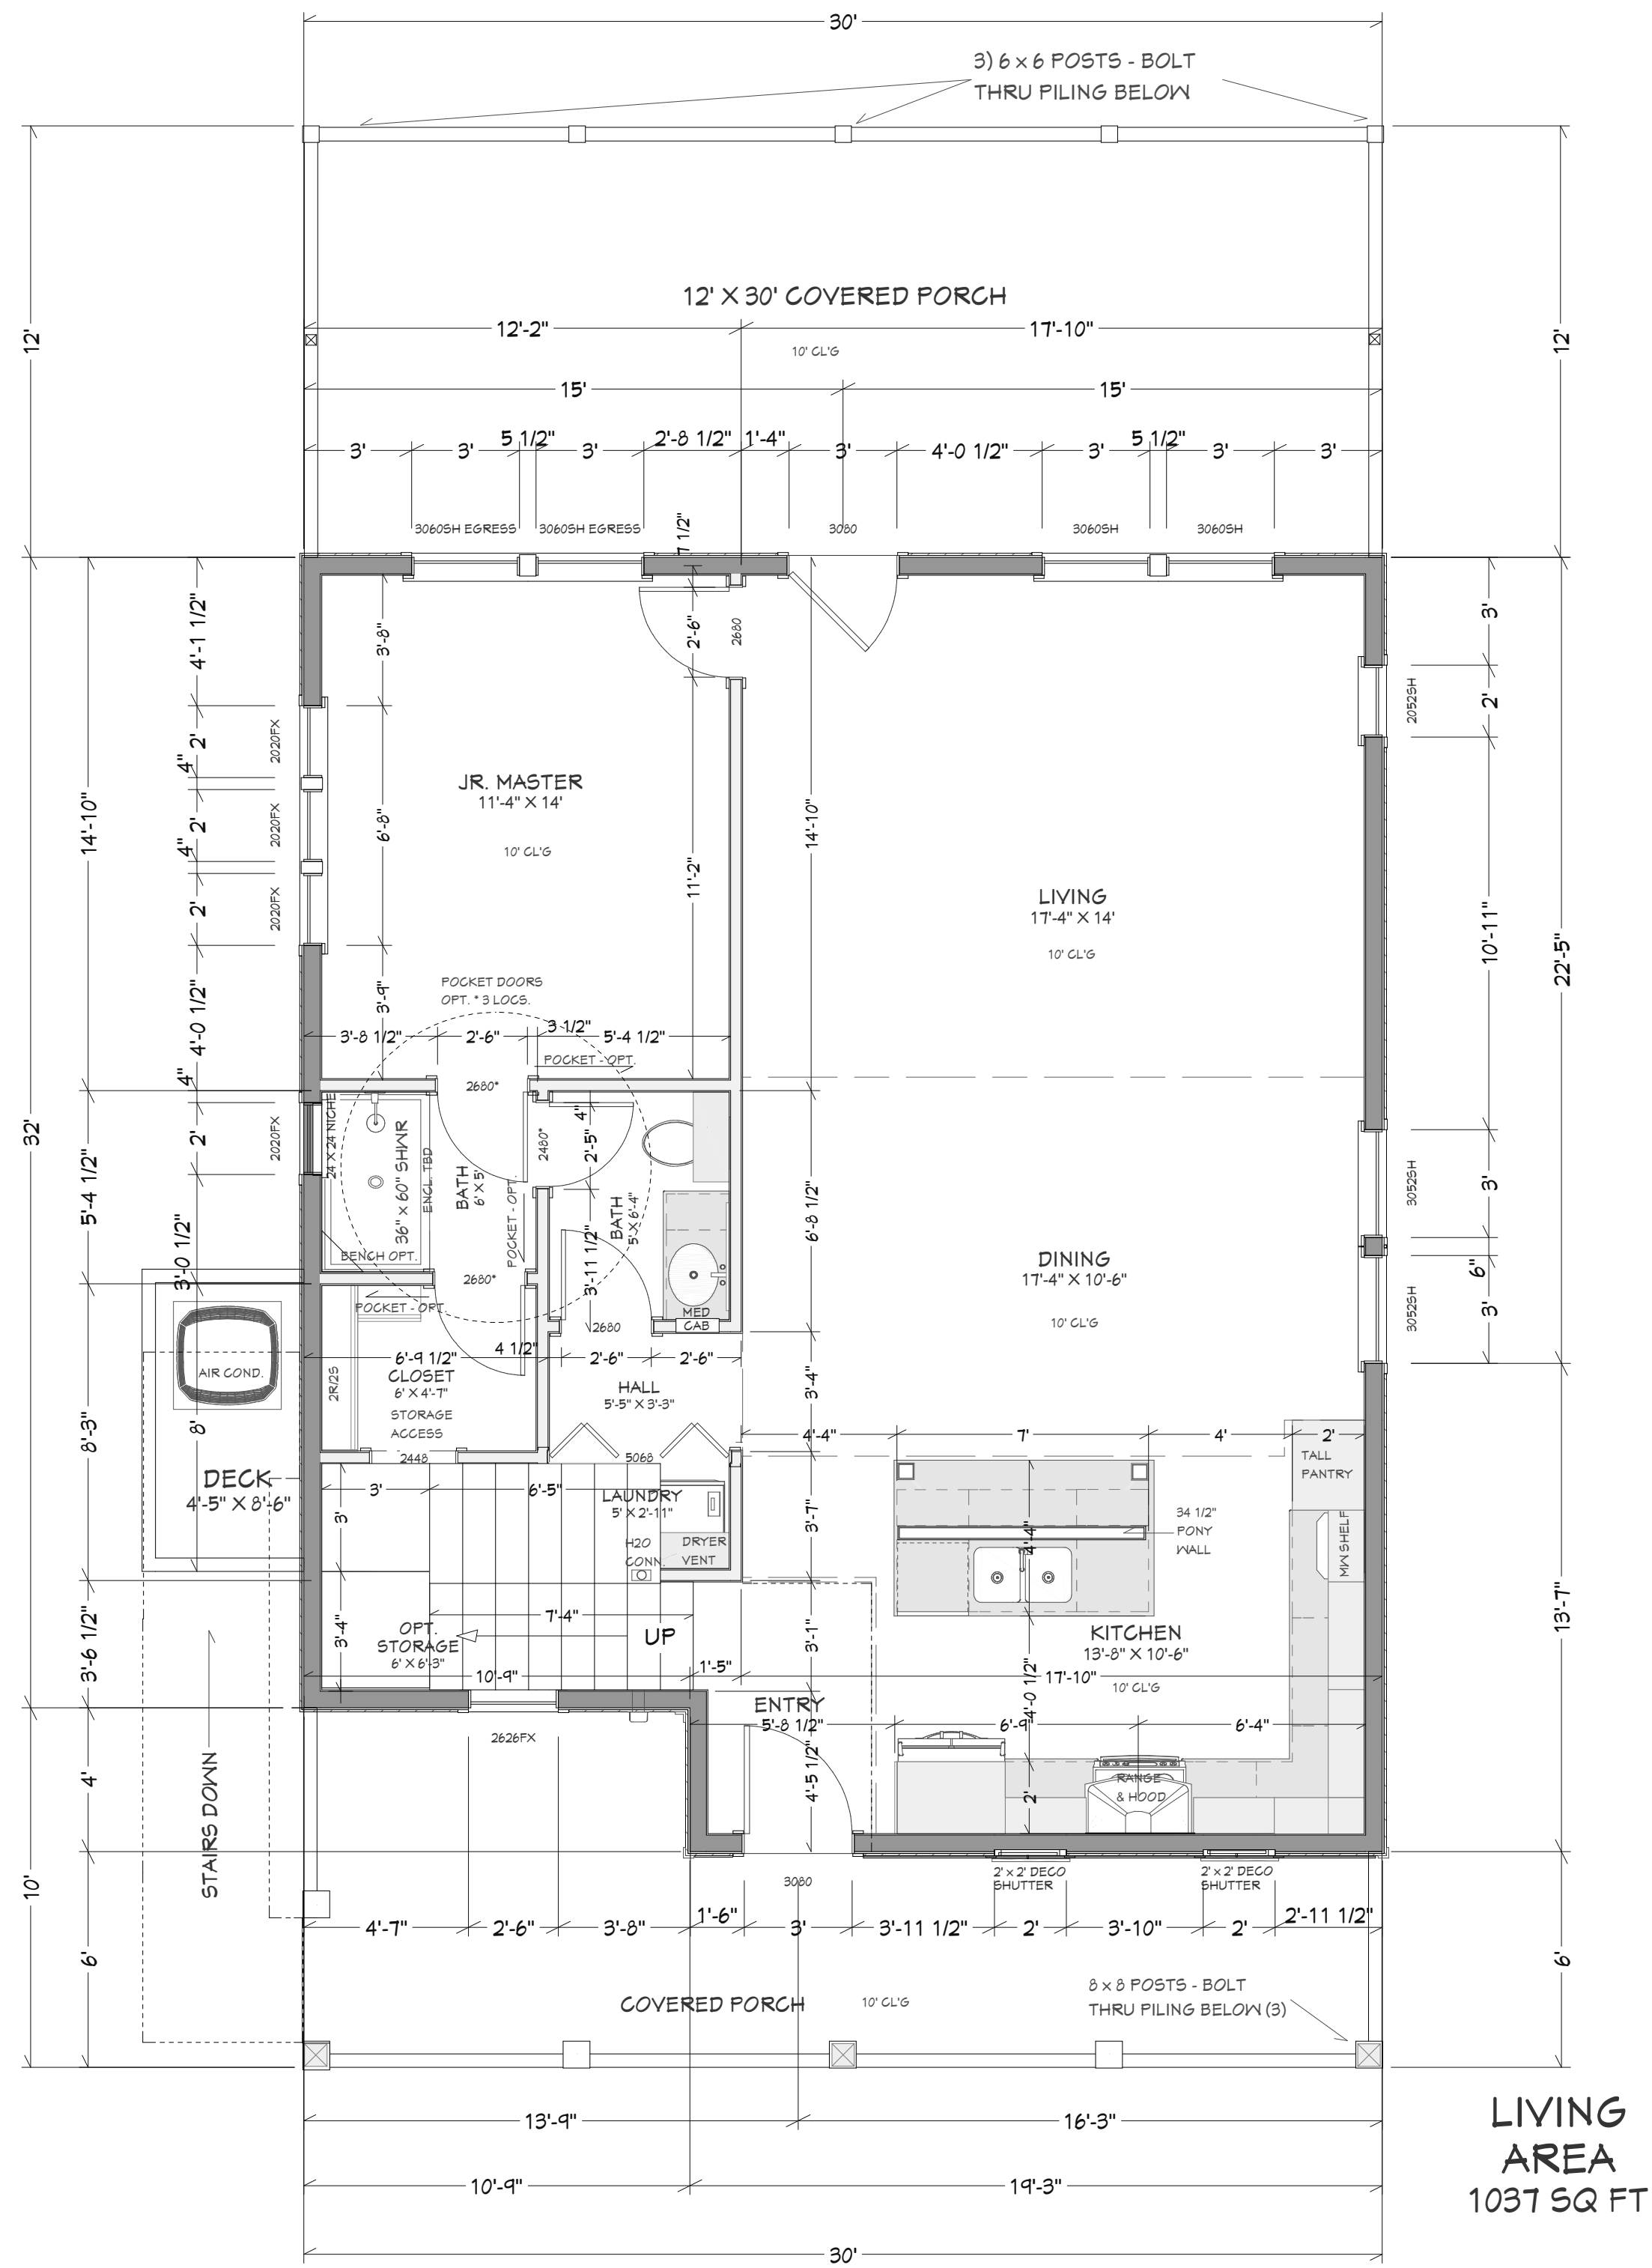 30'
3) 6 x 6 POSTS - BOLT
THRU PILING BELOW
12'
12'
12' X 30' COVERED PORCH
12'-2"
17'-10"
10' CL'G
15'
15'
3'
3'
5 1/2"
3'
2'-8 1/2"
1'-4"
3'
4'-0 1/2"
3'
5 1/2"
3'
3'
3060SH EGRESS
3060SH EGRESS
7 1/2"
3080
3060SH
3060SH
4'-1 1/2"
3'-8"
2'-6"
2680
3'
2'
2052SH
2020FX
2'
4"
2020FX
2'
4"
2020FX
2'
14'-10"
6'-8"
JR. MASTER
11'-4" X 14'
10' CL'G
11'-2"
14'-10"
LIVING
17'-4" X 14'
10' CL'G
10'-11"
22'-5"
4'-0 1/2"
3'-9"
POCKET DOORS
OPT. * 3 LOCS.
3'-8 1/2"
2'-6"
3 1/2"
5'-4 1/2"
POCKET - OPT.
2680*
4"
32'
5'-4 1/2"
2'
2020FX
24 X 24 NICHE
36" x 60" SHWR
ENCL. TBD
BATH
6' X 5'
2480*
4"
2'-5"
POCKET - OPT.
BATH
5' X 6'-4"
3'-11 1/2"
6'-8 1/2"
3'
3052SH
6"
3'
3052SH
DINING
17'-4" X 10'-6"
10' CL'G
3'-0 1/2"
BENCH OPT.
2680*
POCKET - OPT.
2680
MED
CAB
4 1/2"
6'-9 1/2"
2'-6"
2'-6"
CLOSET
6' X 4'-7"
2R/2S
STORAGE
ACCESS
HALL
5'-5" X 3'-3"
3'-4"
AIR COND.
8'-3"
8'
DECK
4'-5" X 8'-6"
2448
5068
4'-4"
7'
4'
2'
TALL
PANTRY
3'
6'-5"
LAUNDRY
5' X 2'-11"
3'
H2O
CONN.
DRYER
VENT
3'-7"
4'-4"
34 1/2"
PONY
WALL
MW SHELF
13'-7"
3'-6 1/2"
3'-4"
7'-4"
OPT.
STORAGE
6' X 6'-3"
UP
3'-1"
KITCHEN
13'-8" X 10'-6"
10' CL'G
10'-9"
1'-5"
17'-10"
4'-0 1/2"
ENTRY
5'-8 1/2"
6'-9"
6'-4"
2626FX
4'-5 1/2"
2'
RANGE
& HOOD
STAIRS DOWN
4'
10'
6'
3080
2' x 2' DECO
SHUTTER
2' x 2' DECO
SHUTTER
4'-7"
2'-6"
3'-8"
1'-6"
3'
3'-11 1/2"
2'
3'-10"
2'
2'-11 1/2"
6'
COVERED PORCH
10' CL'G
8 x 8 POSTS - BOLT
THRU PILING BELOW (3)
13'-9"
16'-3"
LIVING
AREA
1037 SQ FT
10'-9"
19'-3"
30'